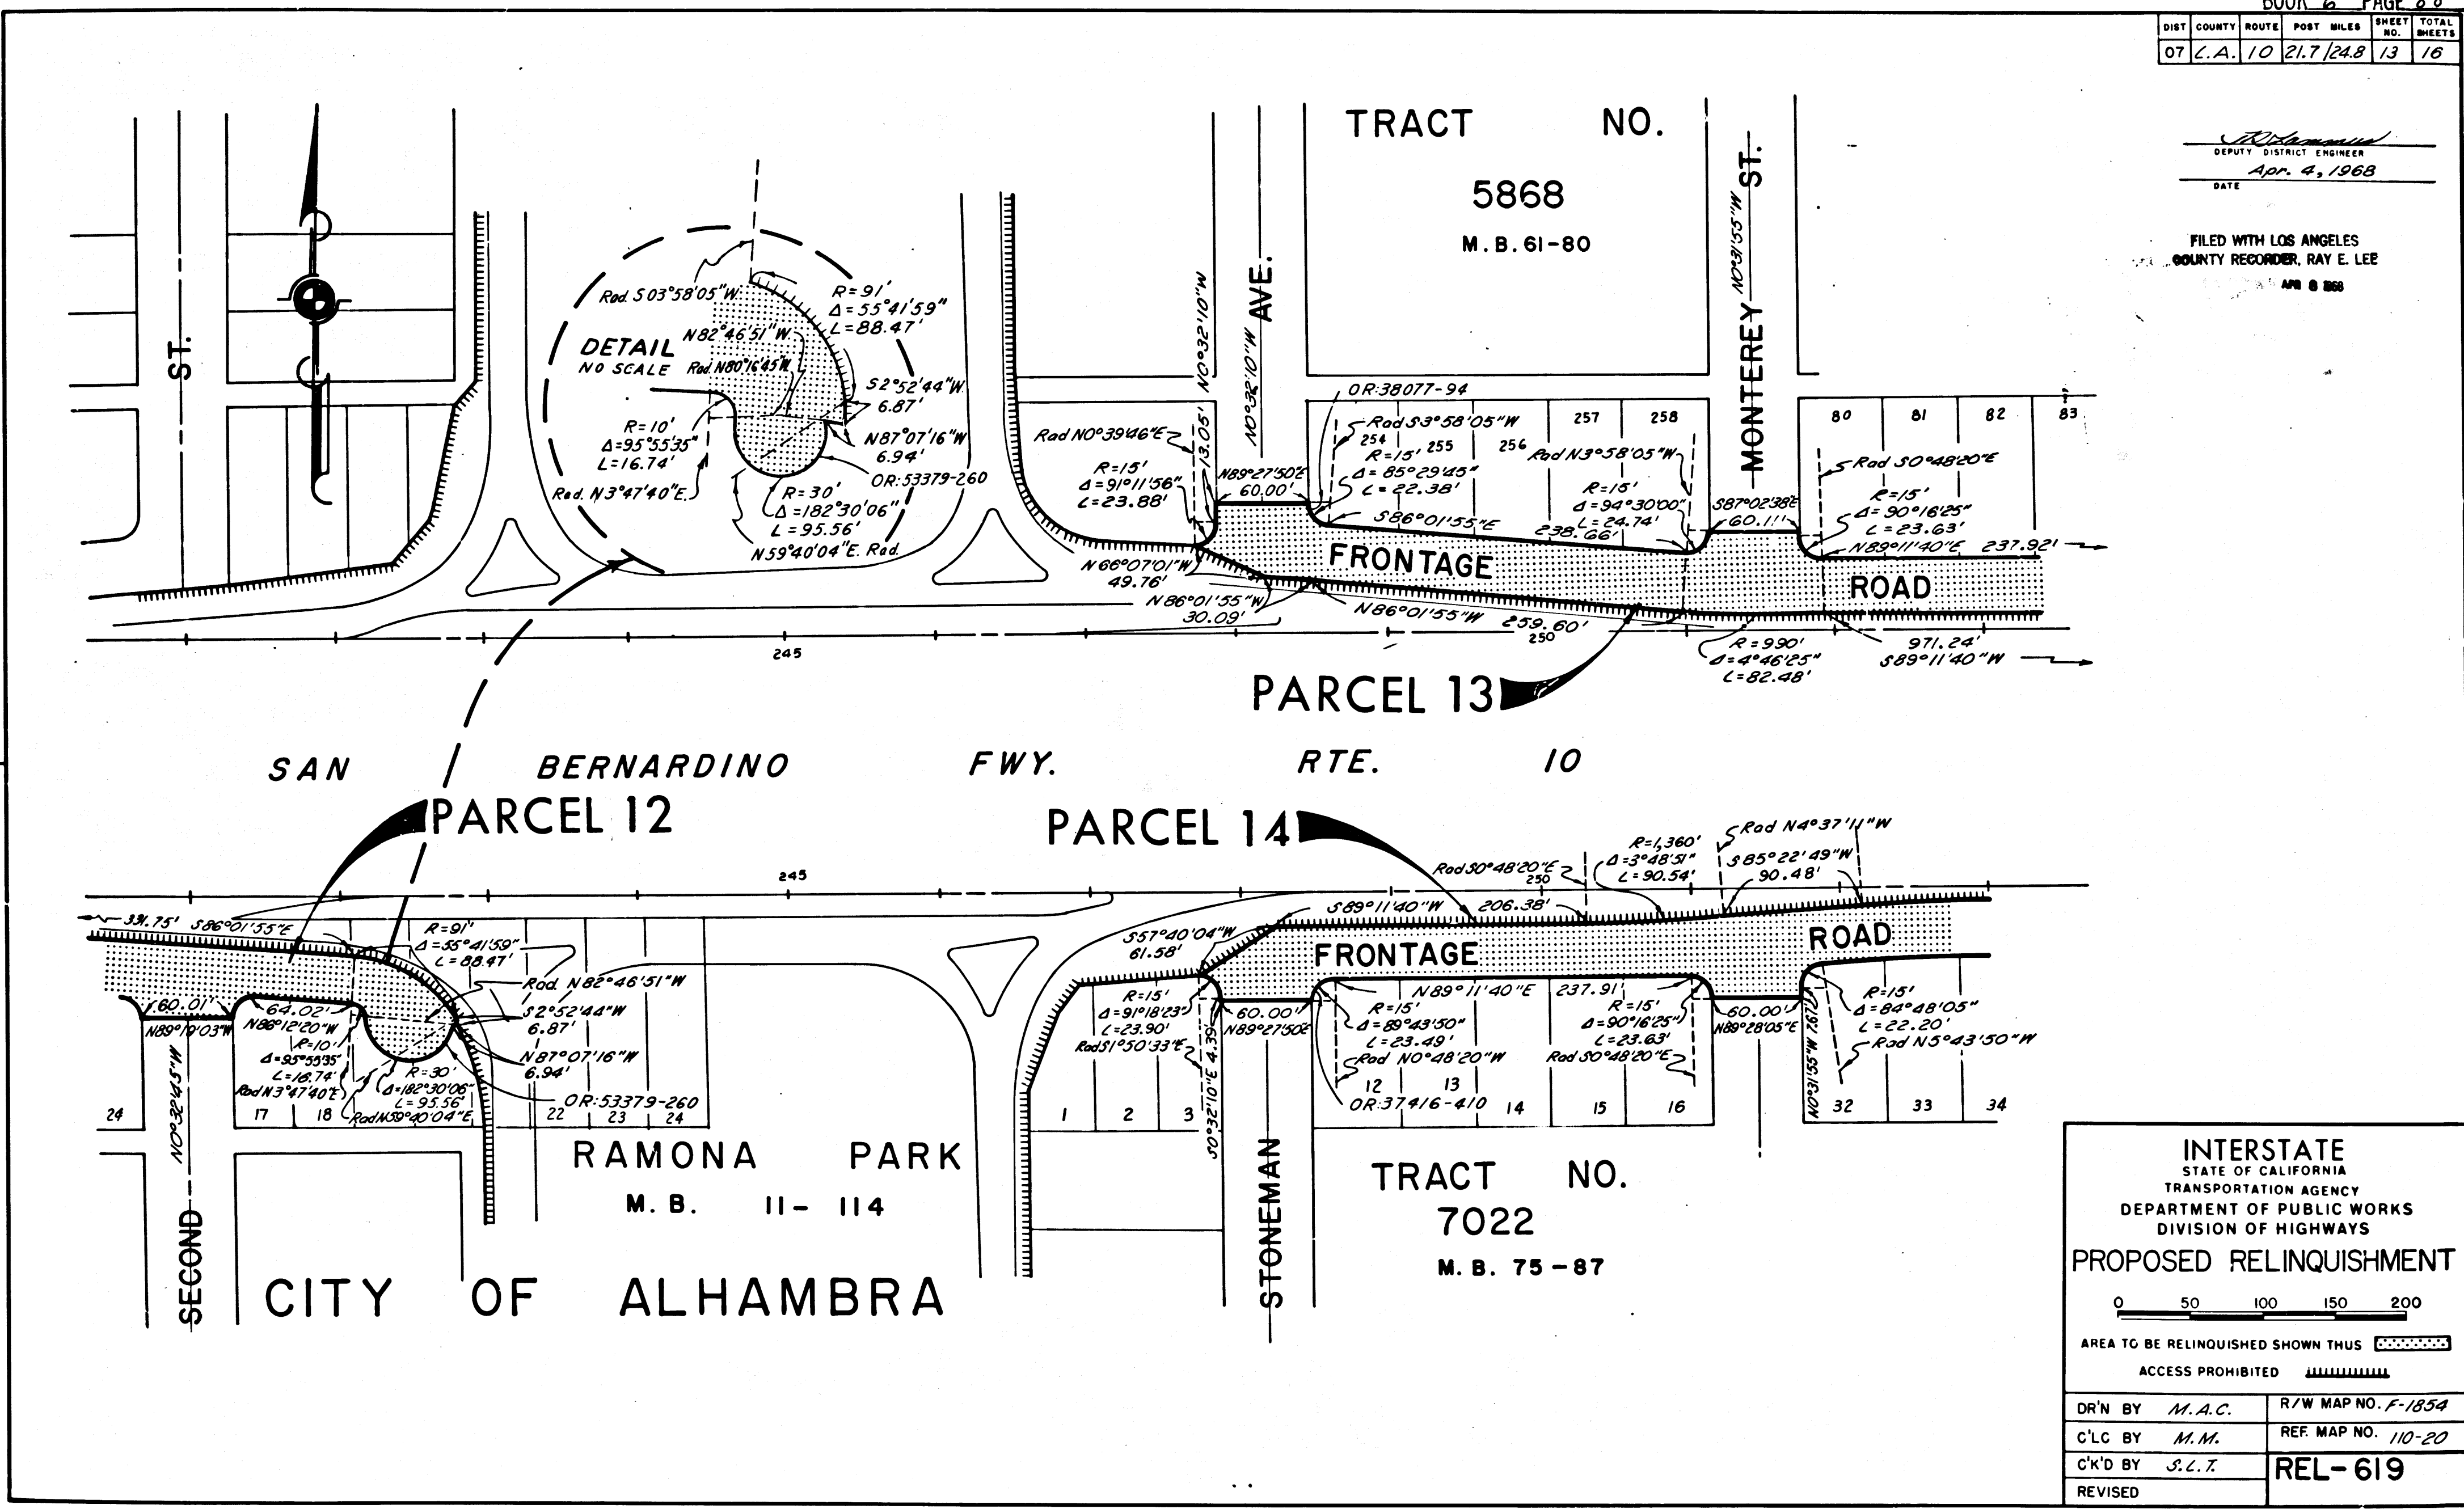 BOOK 6 PAGE 88
DIST COUNTY ROUTE POST MILES SHEET NO. TOTAL SHEETS
07 L.A. 10 21.7/24.8 13 16
DEPUTY DISTRICT ENGINEER
Apr. 4, 1968
DATE
FILED WITH LOS ANGELES
COUNTY RECORDER, RAY E. LEE
APR 8 1968
TRACT NO.
5868
M.B. 61-80
ST.
AVE.
N0°32'10"W
MONTEREY ST.
N0°31'55"W
Rad. S 03°58'05"W
R=91'
Δ=55°41'59"
L=88.47'
DETAIL
NO SCALE
N82°46'51"W
Rad. N80°16'45"W
S2°52'44"W
6.87'
R=10'
Δ=95°55'35"
L=16.74'
N87°07'16"W
6.94'
OR:53379-260
Rad. N3°47'40"E.
R=30'
Δ=182°30'06"
L=95.56'
N59°40'04"E. Rad.
13.05' N0°32'10"W
Rad N0°39'46"E
R=15'
Δ=91°11'56"
L=23.88'
N89°27'50"E
60.00'
OR:38077-94
Rad S3°58'05"W
254 255 256 257 258
R=15'
Δ=85°29'45"
L=22.38'
S86°01'55"E
238.66'
Rad N3°58'05"W
R=15'
Δ=94°30'00"
L=24.74'
S87°02'38"E
60.11'
80 81 82 83
Rad S0°48'20"E
R=15'
Δ=90°16'25"
L=23.63'
N89°11'40"E 237.92'
FRONTAGE ROAD
N66°07'01"W
49.76'
N86°01'55"W
30.09'
N86°01'55"W 259.60'
245
250
R=990'
Δ=4°46'25"
L=82.48'
971.24'
S89°11'40"W
PARCEL 13
SAN BERNARDINO FWY. RTE. 10
PARCEL 12
PARCEL 14
245
250
331.75' S86°01'55"E
R=91'
Δ=55°41'59"
L=88.47'
Rad. N82°46'51"W
S2°52'44"W
6.87'
N87°07'16"W
6.94'
OR:53379-260
60.01'
N89°19'03"W
64.02'
N86°12'20"W
R=10'
Δ=95°55'35"
L=16.74'
Rad N3°47'40"E
R=30'
Δ=182°30'06"
L=95.56'
Rad N59°40'04"E
24 17 18 22 23 24
N0°32'45"W
SECOND
RAMONA PARK
M. B. 11- 114
CITY OF ALHAMBRA
S57°40'04"W
61.58'
S89°11'40"W 206.38'
Rad S0°48'20"E
R=1,360'
Δ=3°48'51"
L=90.54'
Rad N4°37'11"W
S85°22'49"W
90.48'
FRONTAGE ROAD
R=15'
Δ=91°18'23"
L=23.90'
Rad S1°50'33"E
S0°32'10"E 4.39'
60.00'
N89°27'50"E
N89°11'40"E 237.91'
R=15'
Δ=89°43'50"
L=23.49'
Rad N0°48'20"W
R=15'
Δ=90°16'25"
L=23.63'
Rad S0°48'20"E
60.00'
N89°28'05"E
N0°31'55"W 7.67'
R=15'
Δ=84°48'05"
L=22.20'
Rad N5°43'50"W
1 2 3 12 13 14 15 16 32 33 34
OR:37416-410
STONEMAN
TRACT NO.
7022
M. B. 75-87
INTERSTATE
STATE OF CALIFORNIA
TRANSPORTATION AGENCY
DEPARTMENT OF PUBLIC WORKS
DIVISION OF HIGHWAYS
PROPOSED RELINQUISHMENT
0 50 100 150 200
AREA TO BE RELINQUISHED SHOWN THUS
ACCESS PROHIBITED
DR'N BY M.A.C. R/W MAP NO. F-1854
C'LC BY M.M. REF. MAP NO. 110-20
C'K'D BY S.L.T. REL-619
REVISED